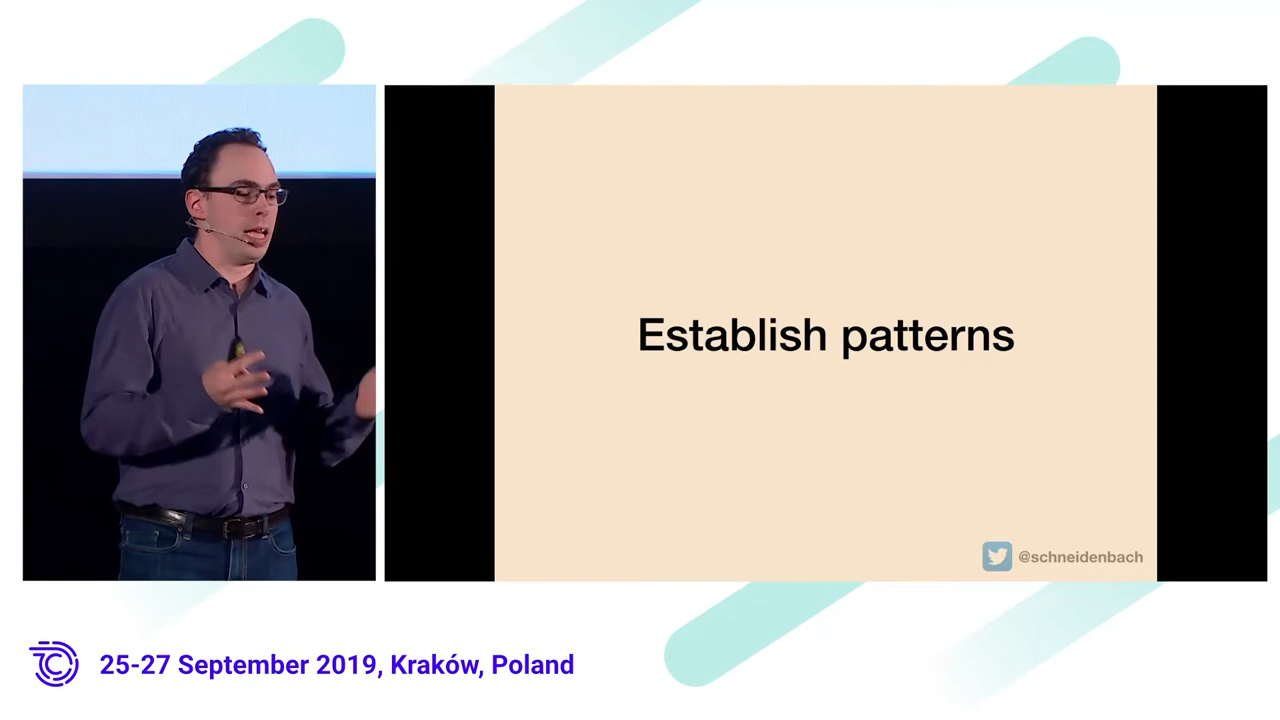 Establish patterns
@schneidenbach
25-27 September 2019, Kraków, Poland